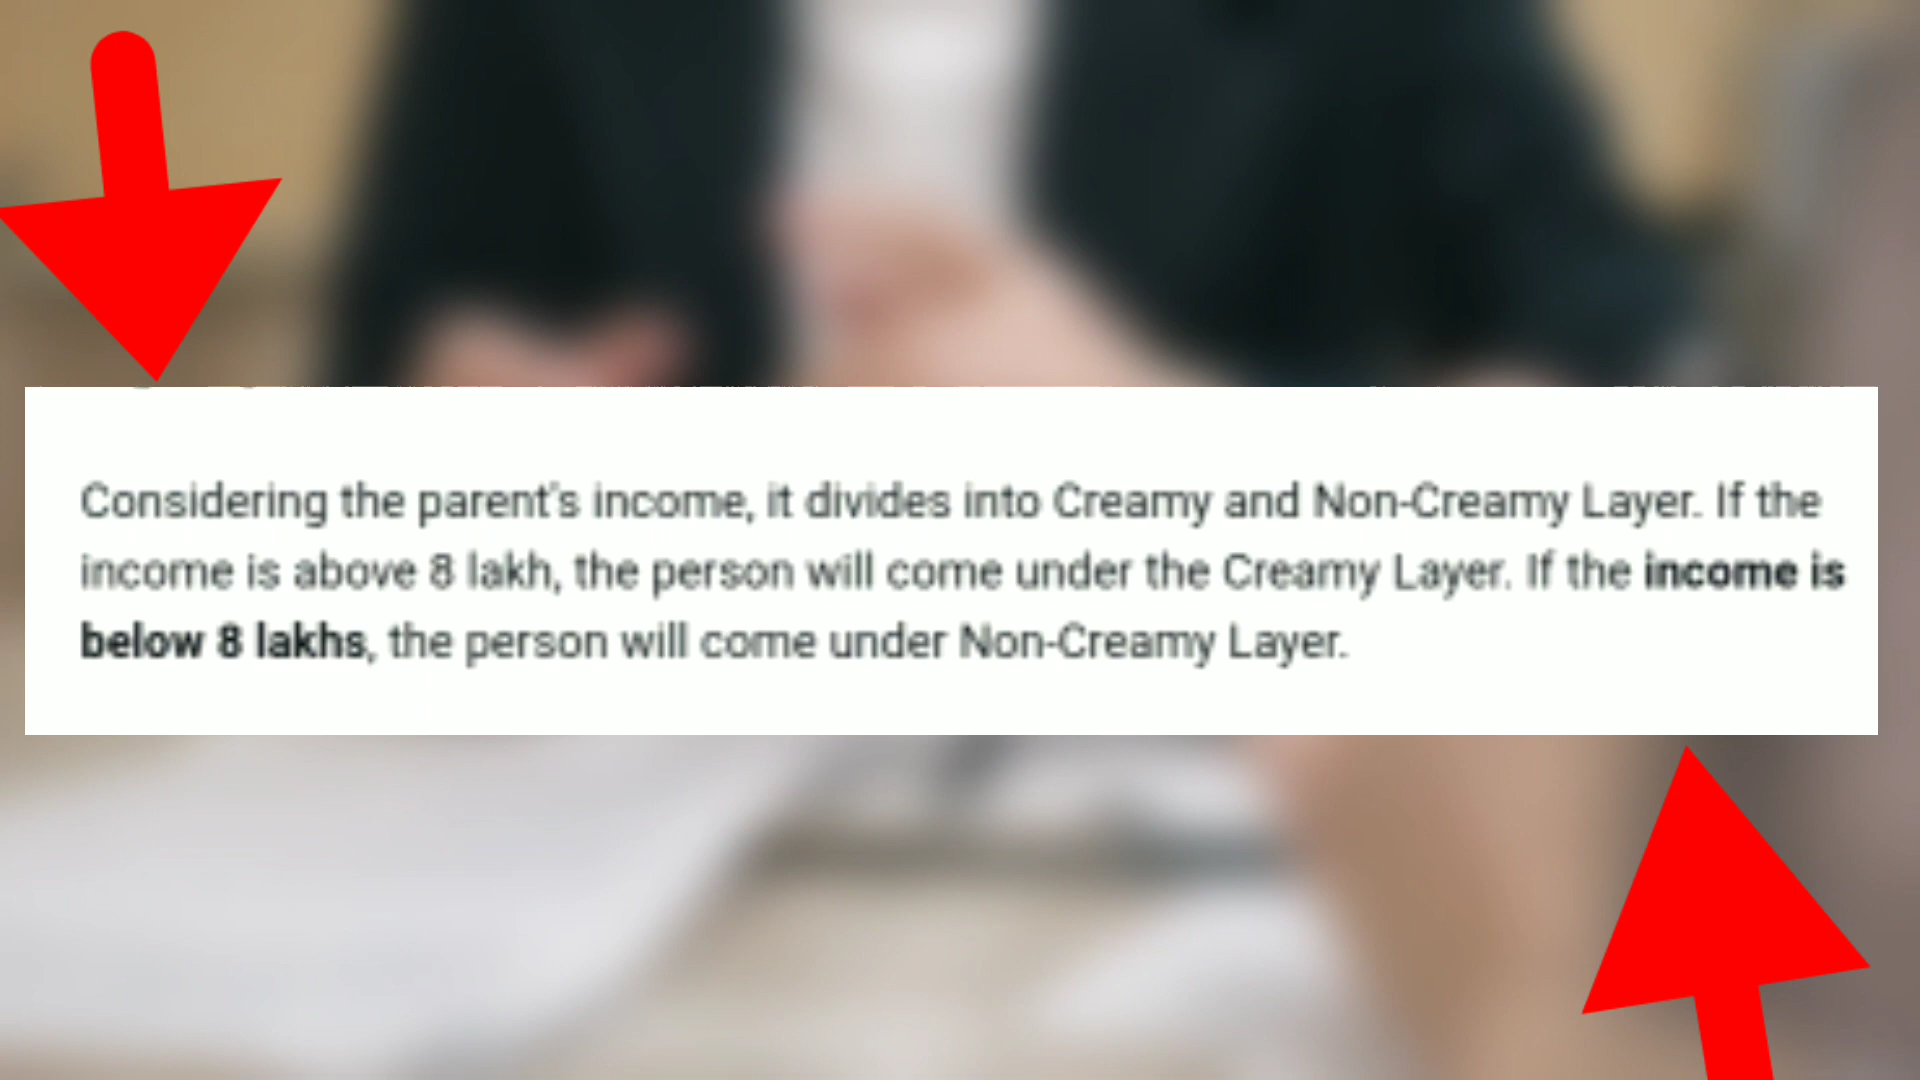 Considering the parent's income, it divides into Creamy and Non-Creamy Layer. If the
income is above 8 lakh, the person will come under the Creamy Layer. If the income is
below 8 lakhs, the person will come under Non-Creamy Layer.